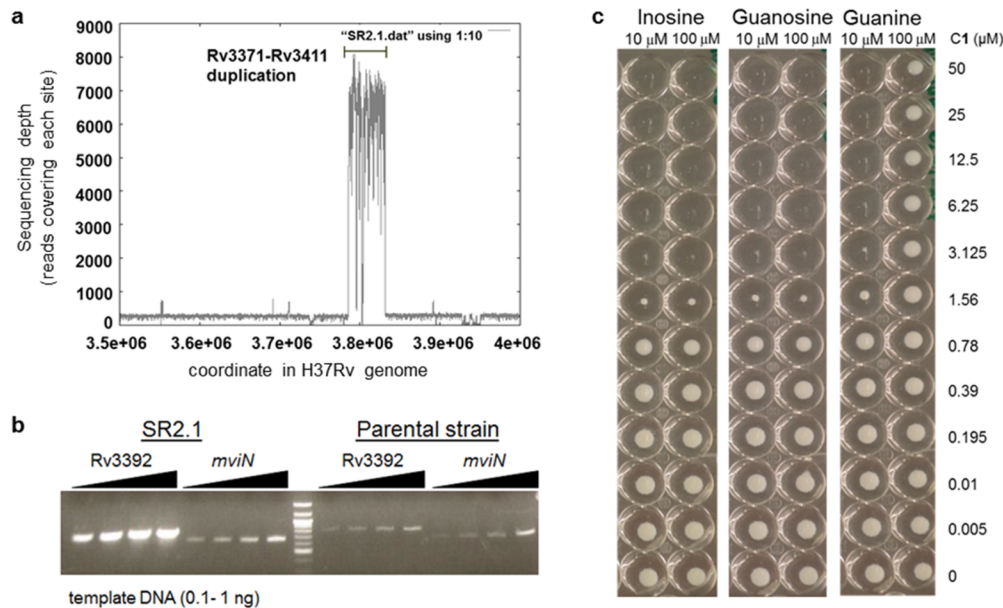 a
"SR2.1.dat" using 1:10
Rv3371-Rv3411
duplication
Sequencing depth
(reads covering each site)
9000
8000
7000
6000
5000
4000
3000
2000
1000
0
3.5e+06 3.6e+06 3.7e+06 3.8e+06 3.9e+06 4e+06
coordinate in H37Rv genome
b
SR2.1 Parental strain
Rv3392 mviN Rv3392 mviN
template DNA (0.1- 1 ng)
c
Inosine Guanosine Guanine
10 µM 100 µM 10 µM 100 µM 10 µM 100 µM C1 (µM)
50
25
12.5
6.25
3.125
1.56
0.78
0.39
0.195
0.01
0.005
0